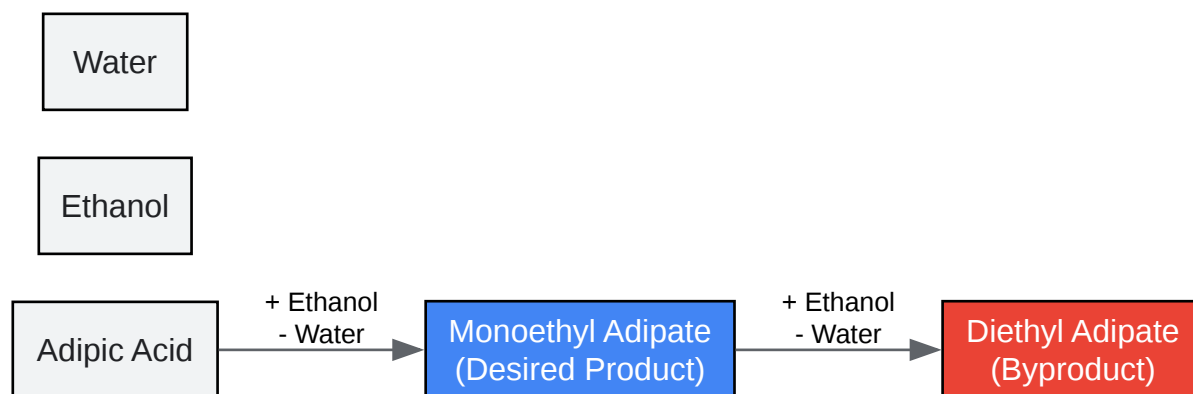 Water
Ethanol
+ Ethanol
- Water
+ Ethanol
- Water
Adipic Acid
Monoethyl Adipate
(Desired Product)
Diethyl Adipate
(Byproduct)